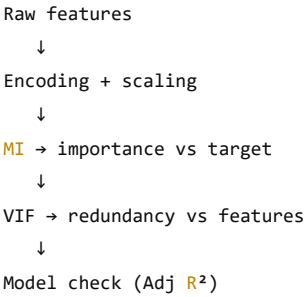 Raw features
↓
Encoding + scaling
↓
MI → importance vs target
↓
VIF → redundancy vs features
↓
Model check (Adj R²)